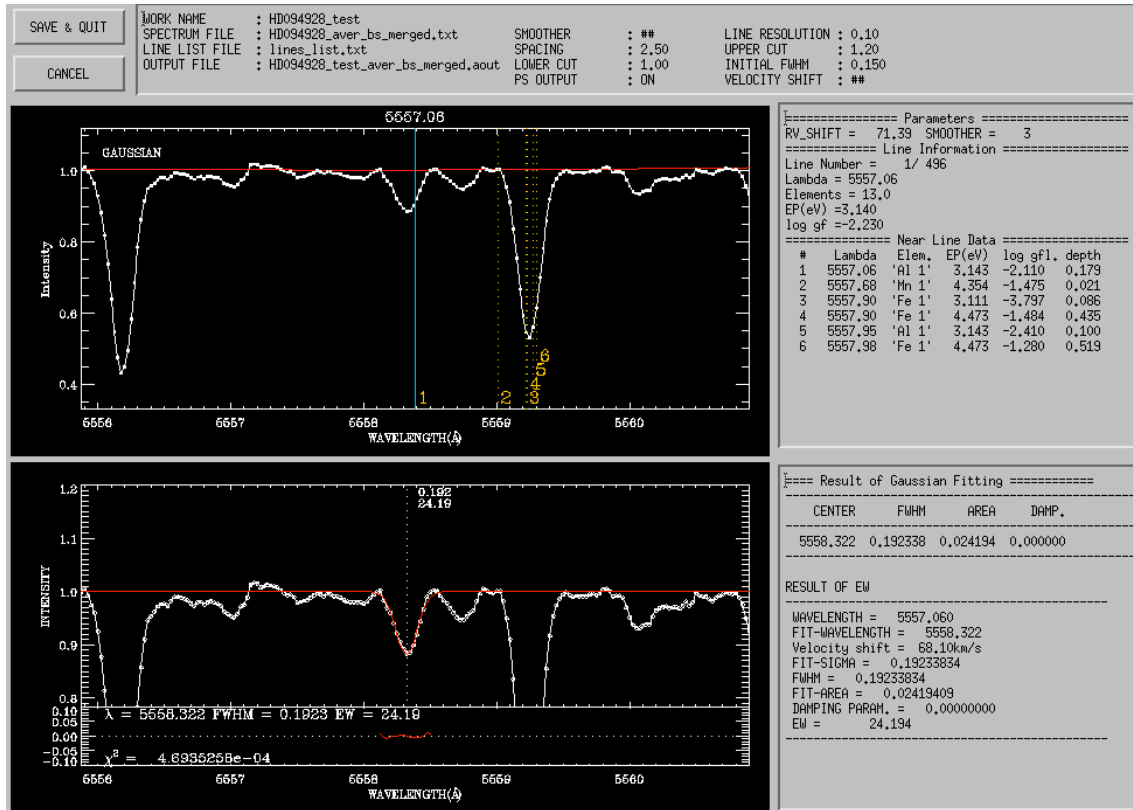 SAVE & QUIT
CANCEL
WORK NAME : HD094928_test
SPECTRUM FILE : HD094928_aver_bs_merged.txt SMOOTHER : ## LINE RESOLUTION : 0.10
LINE LIST FILE : lines_list.txt SPACING : 2.50 UPPER CUT : 1.20
OUTPUT FILE : HD094928_test_aver_bs_merged.aout LOWER CUT : 1.00 INITIAL FWHM : 0.150
PS OUTPUT : ON VELOCITY SHIFT : ##
5557.06
GAUSSIAN
1.0
0.8
0.6
0.4
Intensity
1 2 3 4 5 6
5556 5557 5558 5559 5560
WAVELENGTH(Å)
================ Parameters =====================
RV_SHIFT = 71.39 SMOOTHER = 3
============= Line Information ==================
Line Number = 1/ 496
Lambda = 5557.06
Elements = 13.0
EP(eV) =3.140
log gf =-2.230
=============== Near Line Data ==================
# Lambda Elem. EP(eV) log gfl. depth
1 5557.06 'Al 1' 3.143 -2.110 0.179
2 5557.68 'Mn 1' 4.354 -1.475 0.021
3 5557.90 'Fe 1' 3.111 -3.797 0.086
4 5557.90 'Fe 1' 4.473 -1.484 0.435
5 5557.95 'Al 1' 3.143 -2.410 0.100
6 5557.98 'Fe 1' 4.473 -1.280 0.519
1.2
1.1
1.0
0.9
0.8
INTENSITY
0.192
24.19
0.10
0.05
0.00
-0.05
-0.10
λ = 5558.322 FWHM = 0.1923 EW = 24.19
χ² = 4.6935258e-04
5556 5557 5558 5559 5560
WAVELENGTH(Å)
==== Result of Gaussian Fitting ============
CENTER FWHM AREA DAMP.
5558.322 0.192338 0.024194 0.000000
RESULT OF EW
WAVELENGTH = 5557.060
FIT-WAVELENGTH = 5558.322
Velocity shift = 68.10km/s
FIT-SIGMA = 0.19233834
FWHM = 0.19233834
FIT-AREA = 0.02419409
DAMPING PARAM. = 0.00000000
EW = 24.194